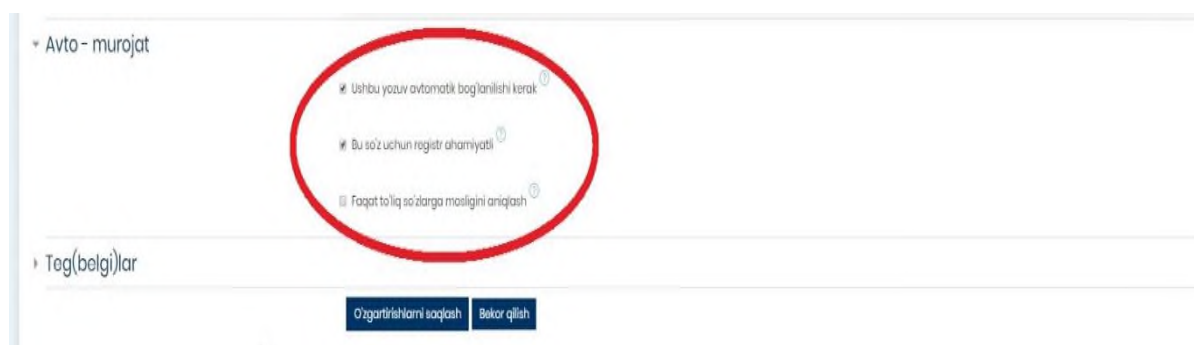 Avto - murojat
Ushbu yozuv avtomatik bog'lanilishi kerak
Bu so'z uchun registr ahamiyatli
Faqat to'liq so'zlarga mosligini aniqlash
Teg(belgi)lar
O'zgartirishlarni saqlash Bekor qilish